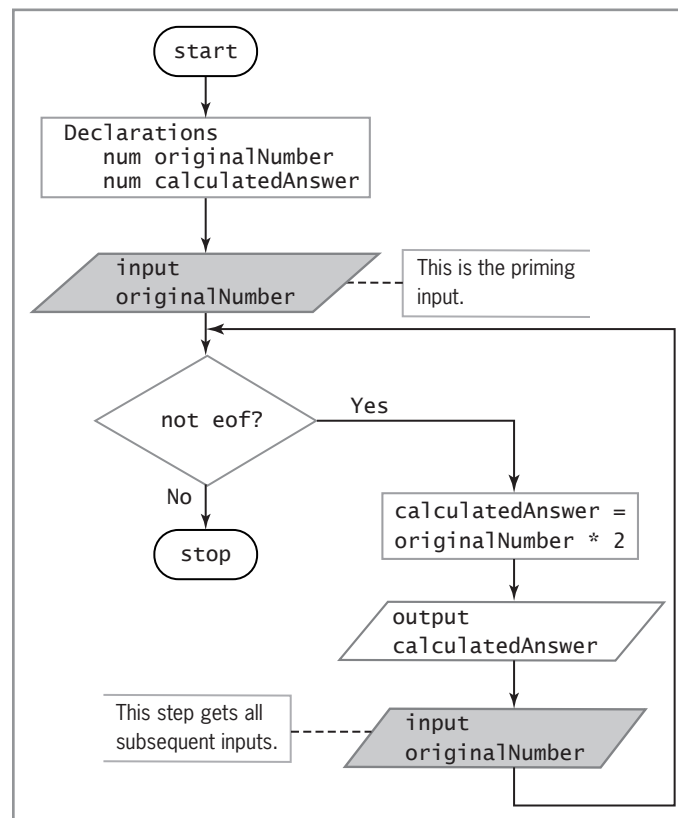 start
Declarations
num originalNumber
num calculatedAnswer
input
originalNumber
This is the priming
input.
not eof?
Yes
No
stop
calculatedAnswer =
originalNumber * 2
output
calculatedAnswer
This step gets all
subsequent inputs.
input
originalNumber